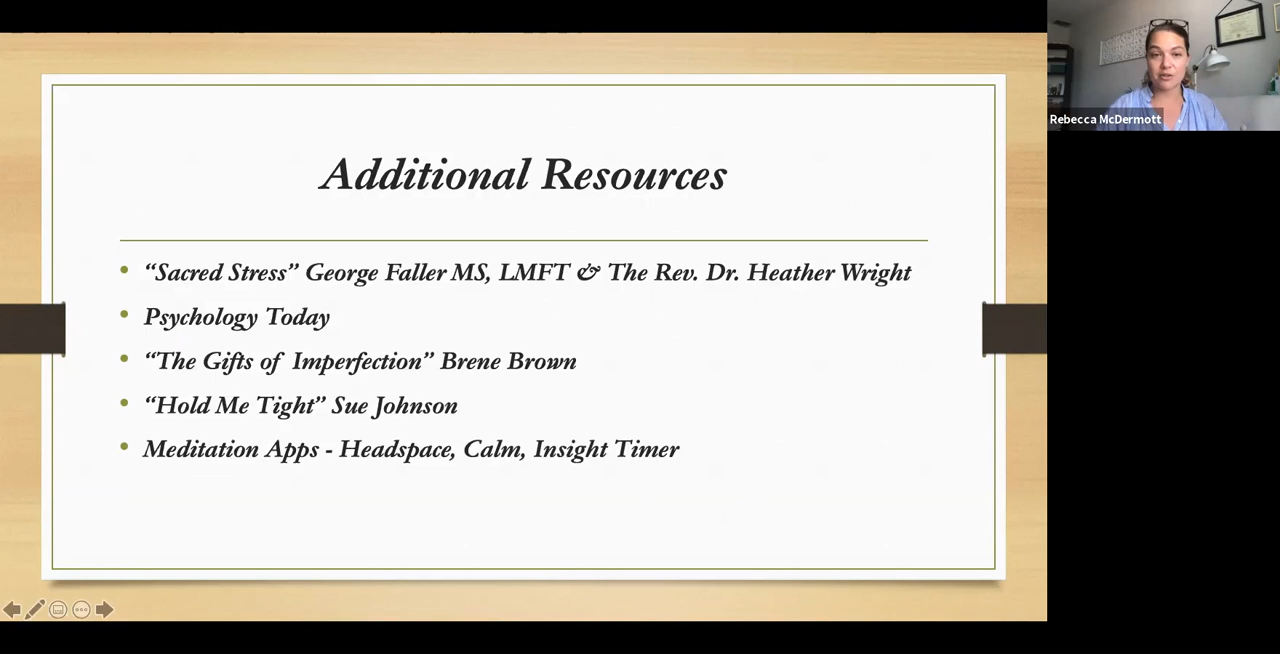 Additional Resources
“Sacred Stress” George Faller MS, LMFT & The Rev. Dr. Heather Wright
Psychology Today
“The Gifts of Imperfection” Brene Brown
“Hold Me Tight” Sue Johnson
Meditation Apps - Headspace, Calm, Insight Timer
Rebecca McDermott